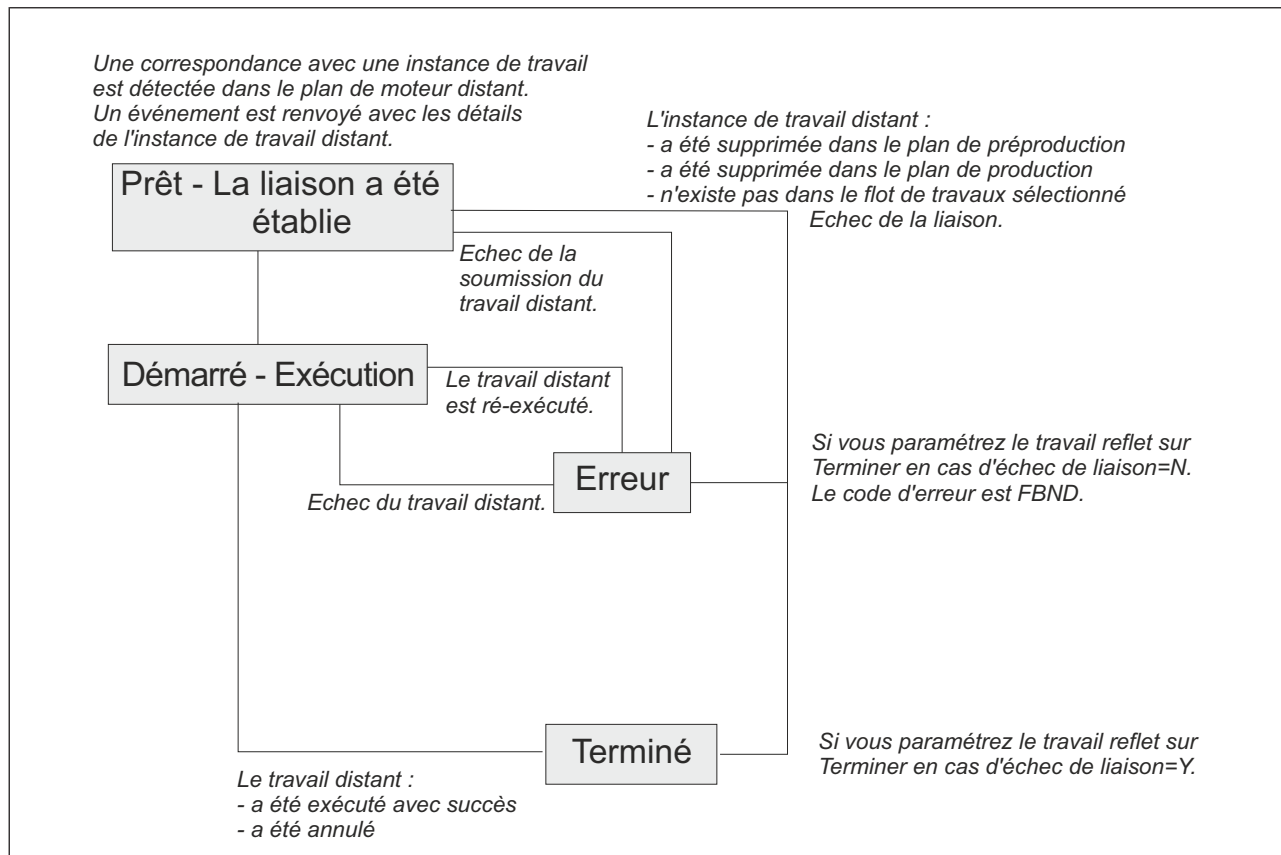 Une correspondance avec une instance de travail
est détectée dans le plan de moteur distant.
Un événement est renvoyé avec les détails
de l'instance de travail distant.
L'instance de travail distant :
- a été supprimée dans le plan de préproduction
- a été supprimée dans le plan de production
- n'existe pas dans le flot de travaux sélectionné
Echec de la liaison.
Prêt - La liaison a été
établie
Echec de la
soumission du
travail distant.
Démarré - Exécution
Le travail distant
est ré-exécuté.
Si vous paramétrez le travail reflet sur
Terminer en cas d'échec de liaison=N.
Le code d'erreur est FBND.
Erreur
Echec du travail distant.
Terminé
Si vous paramétrez le travail reflet sur
Terminer en cas d'échec de liaison=Y.
Le travail distant :
- a été exécuté avec succès
- a été annulé